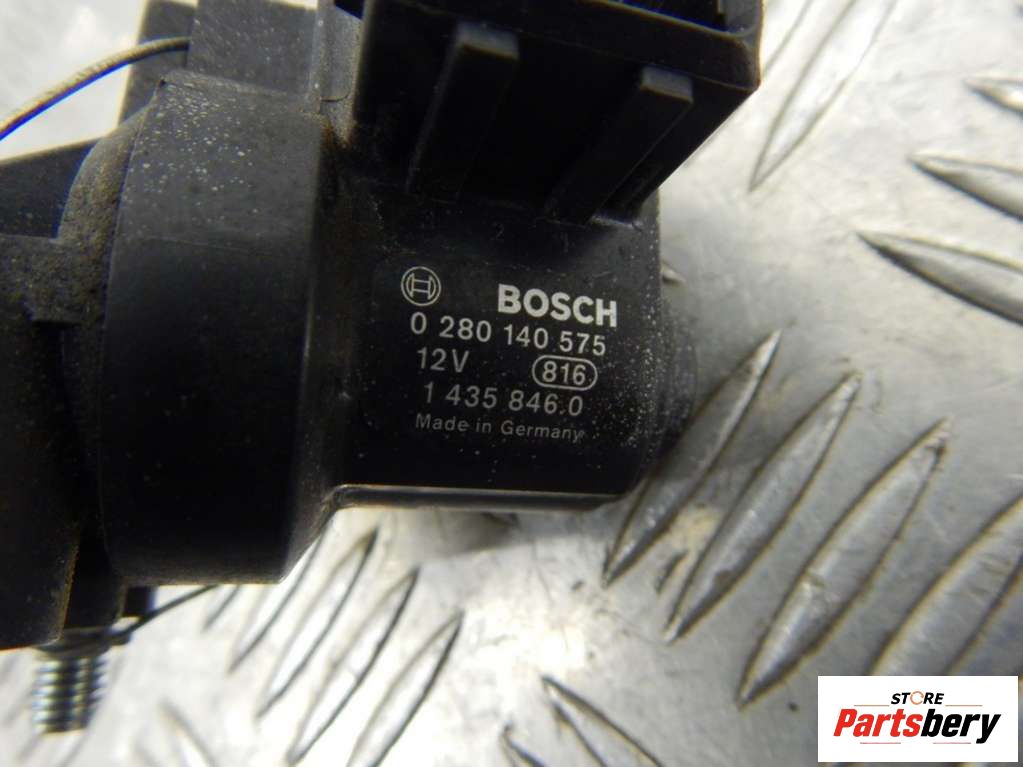 BOSCH
0 280 140 575
12V 816
1 435 846.0
Made in Germany
STORE
Partsbery